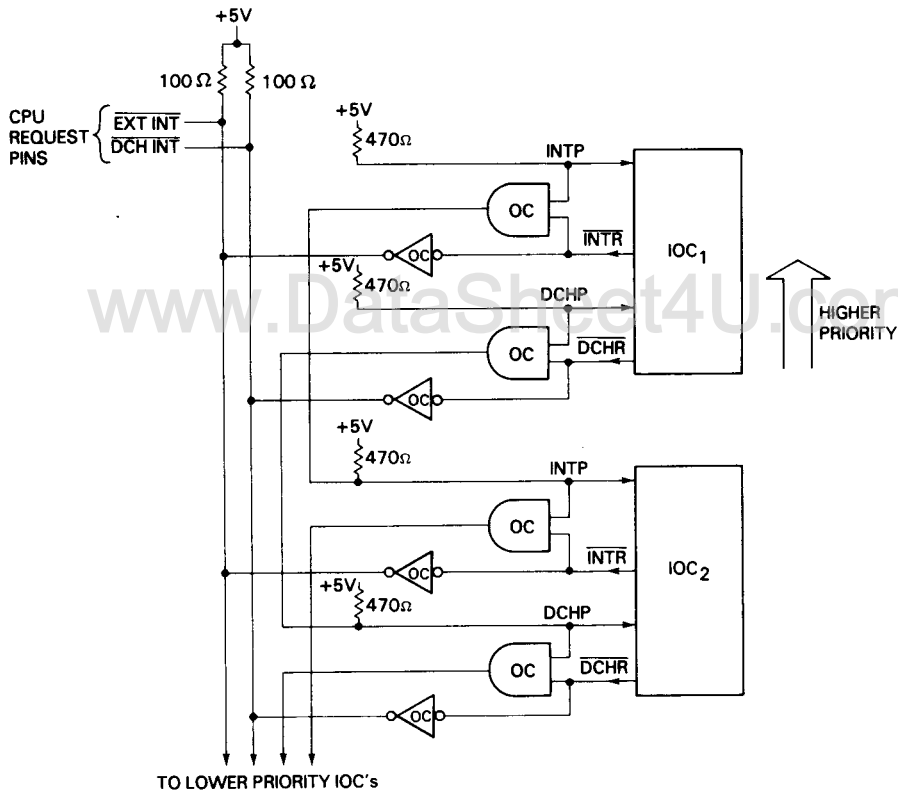 +5V
100 Ω
100 Ω
CPU
REQUEST
PINS
EXT INT
DCH INT
+5V
470Ω
INTP
OC
INTR
OC
IOC1
+5V
470Ω
DCHP
OC
DCHR
OC
HIGHER
PRIORITY
www.DataSheet4U.com
+5V
470Ω
INTP
OC
INTR
OC
IOC2
+5V
470Ω
DCHP
OC
DCHR
OC
TO LOWER PRIORITY IOC's